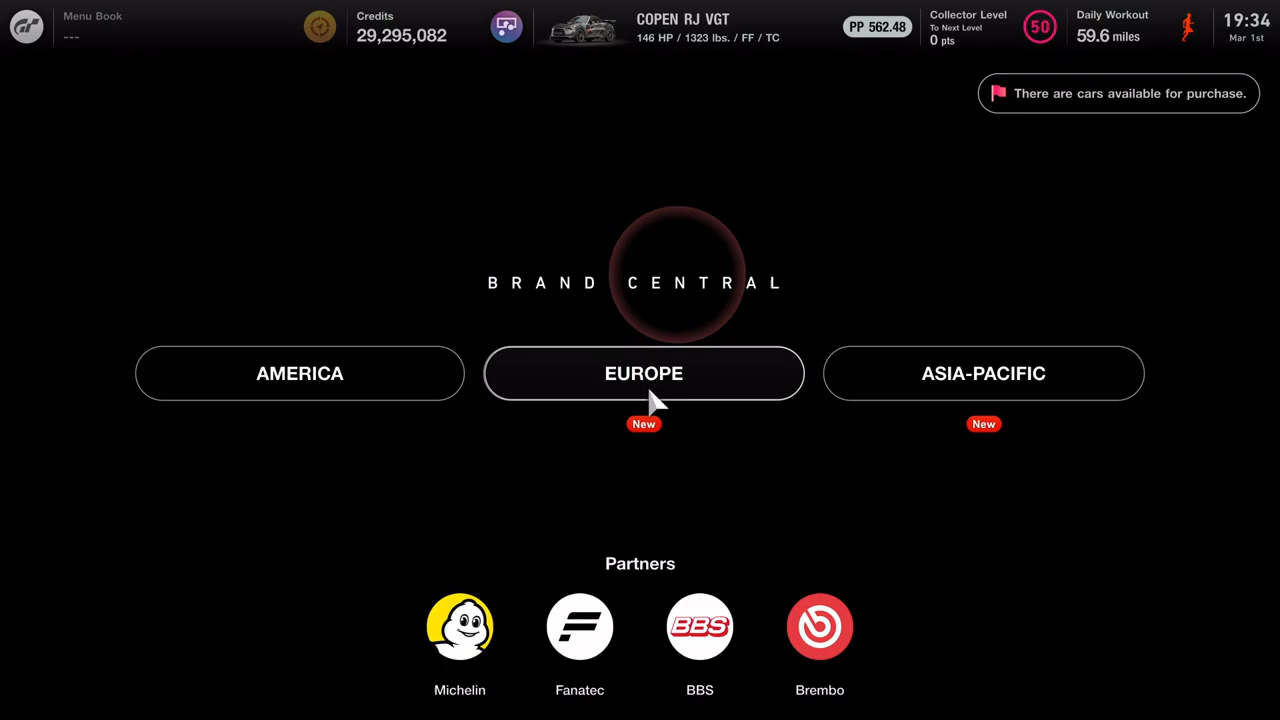 Menu Book
---
Credits
29,295,082
COPEN RJ VGT
146 HP / 1323 lbs. / FF / TC
PP 562.48
Collector Level
To Next Level
0 pts
50
Daily Workout
59.6 miles
19:34
Mar 1st
There are cars available for purchase.
BRAND CENTRAL
AMERICA
EUROPE
ASIA-PACIFIC
New
New
Partners
BBS
Michelin
Fanatec
BBS
Brembo